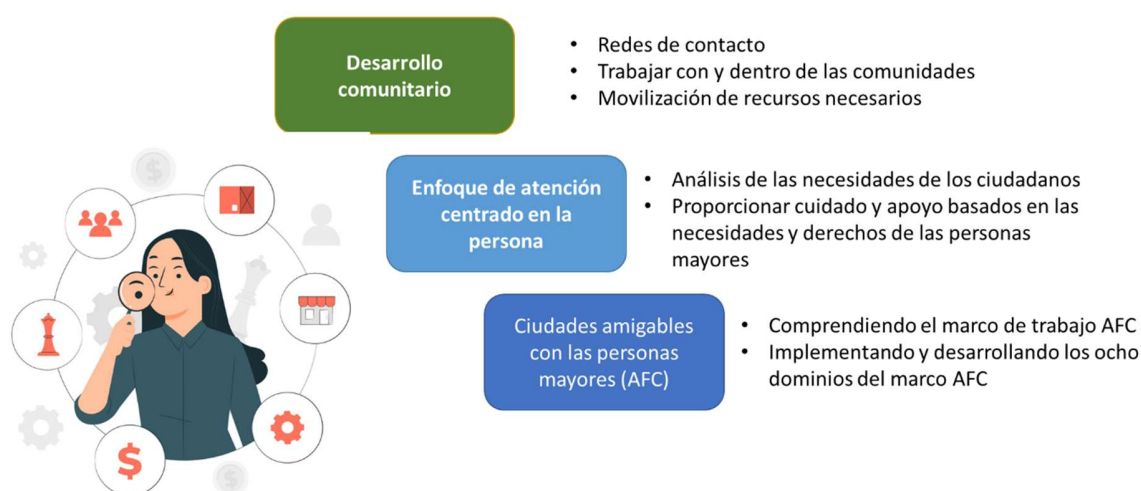 Desarrollo
comunitario
• Redes de contacto
• Trabajar con y dentro de las comunidades
• Movilización de recursos necesarios
Enfoque de atención
centrado en la
persona
• Análisis de las necesidades de los ciudadanos
• Proporcionar cuidado y apoyo basados en las
necesidades y derechos de las personas
mayores
Ciudades amigables
con las personas
mayores (AFC)
• Comprendiendo el marco de trabajo AFC
• Implementando y desarrollando los ocho
dominios del marco AFC
$
$
$